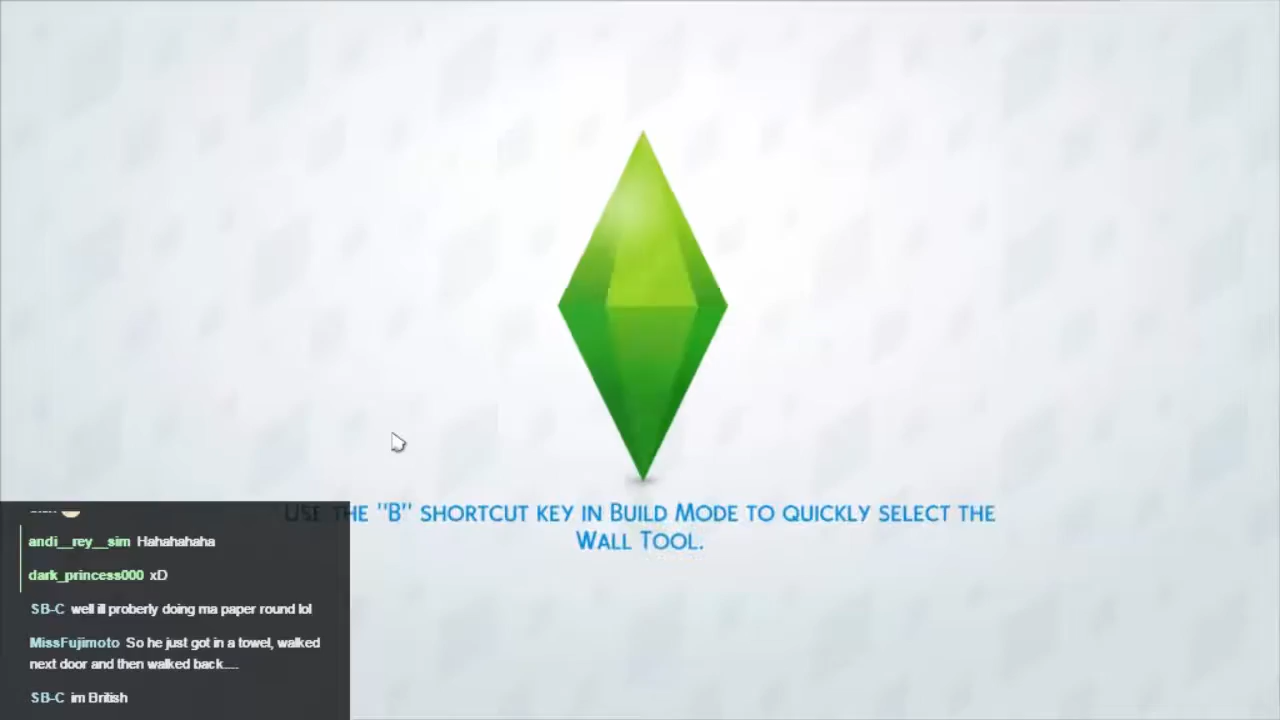 USE THE "B" SHORTCUT KEY IN BUILD MODE TO QUICKLY SELECT THE
WALL TOOL.
andi__rey__sim Hahahahaha
dark_princess000 xD
SB-C well ill proberly doing ma paper round lol
MissFujimoto So he just got in a towel, walked
next door and then walked back.....
SB-C im British